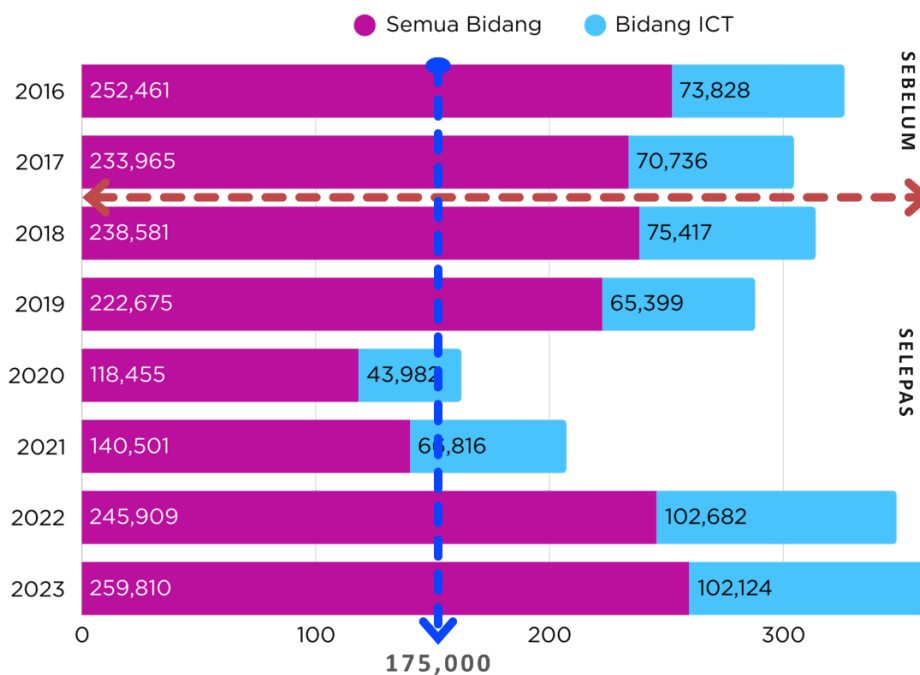 Semua Bidang Bidang ICT
2016 252,461 73,828
2017 233,965 70,736
SEBELUM
2018 238,581 75,417
2019 222,675 65,399
2020 118,455 43,982
2021 140,501 66,816
2022 245,909 102,682
2023 259,810 102,124
SELEPAS
0 100 200 300
175,000